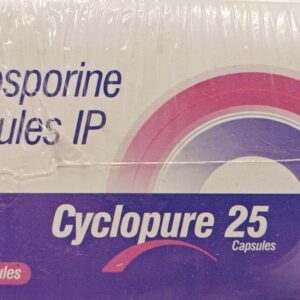 osporine
ules IP
Cyclopure 25
Capsules
ules